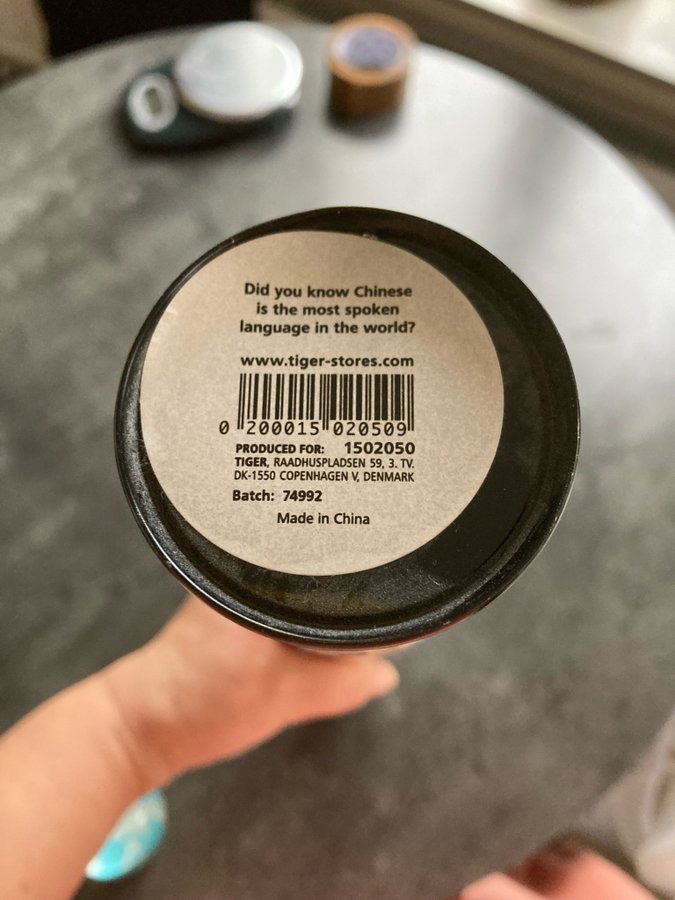 Did you know Chinese
is the most spoken
language in the world?
www.tiger-stores.com
0 200015 020509
PRODUCED FOR: 1502050
TIGER, RAADHUSPLADSEN 59, 3. TV.
DK-1550 COPENHAGEN V, DENMARK
Batch: 74992
Made in China